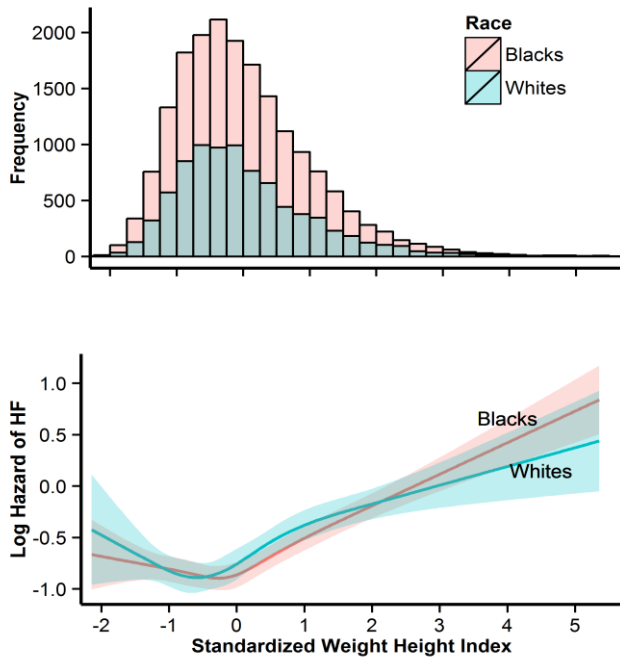 Race
Blacks
Whites
Frequency
2000
1500
1000
500
0
Log Hazard of HF
1.0
0.5
0.0
-0.5
-1.0
Blacks
Whites
-2 -1 0 1 2 3 4 5
Standardized Weight Height Index